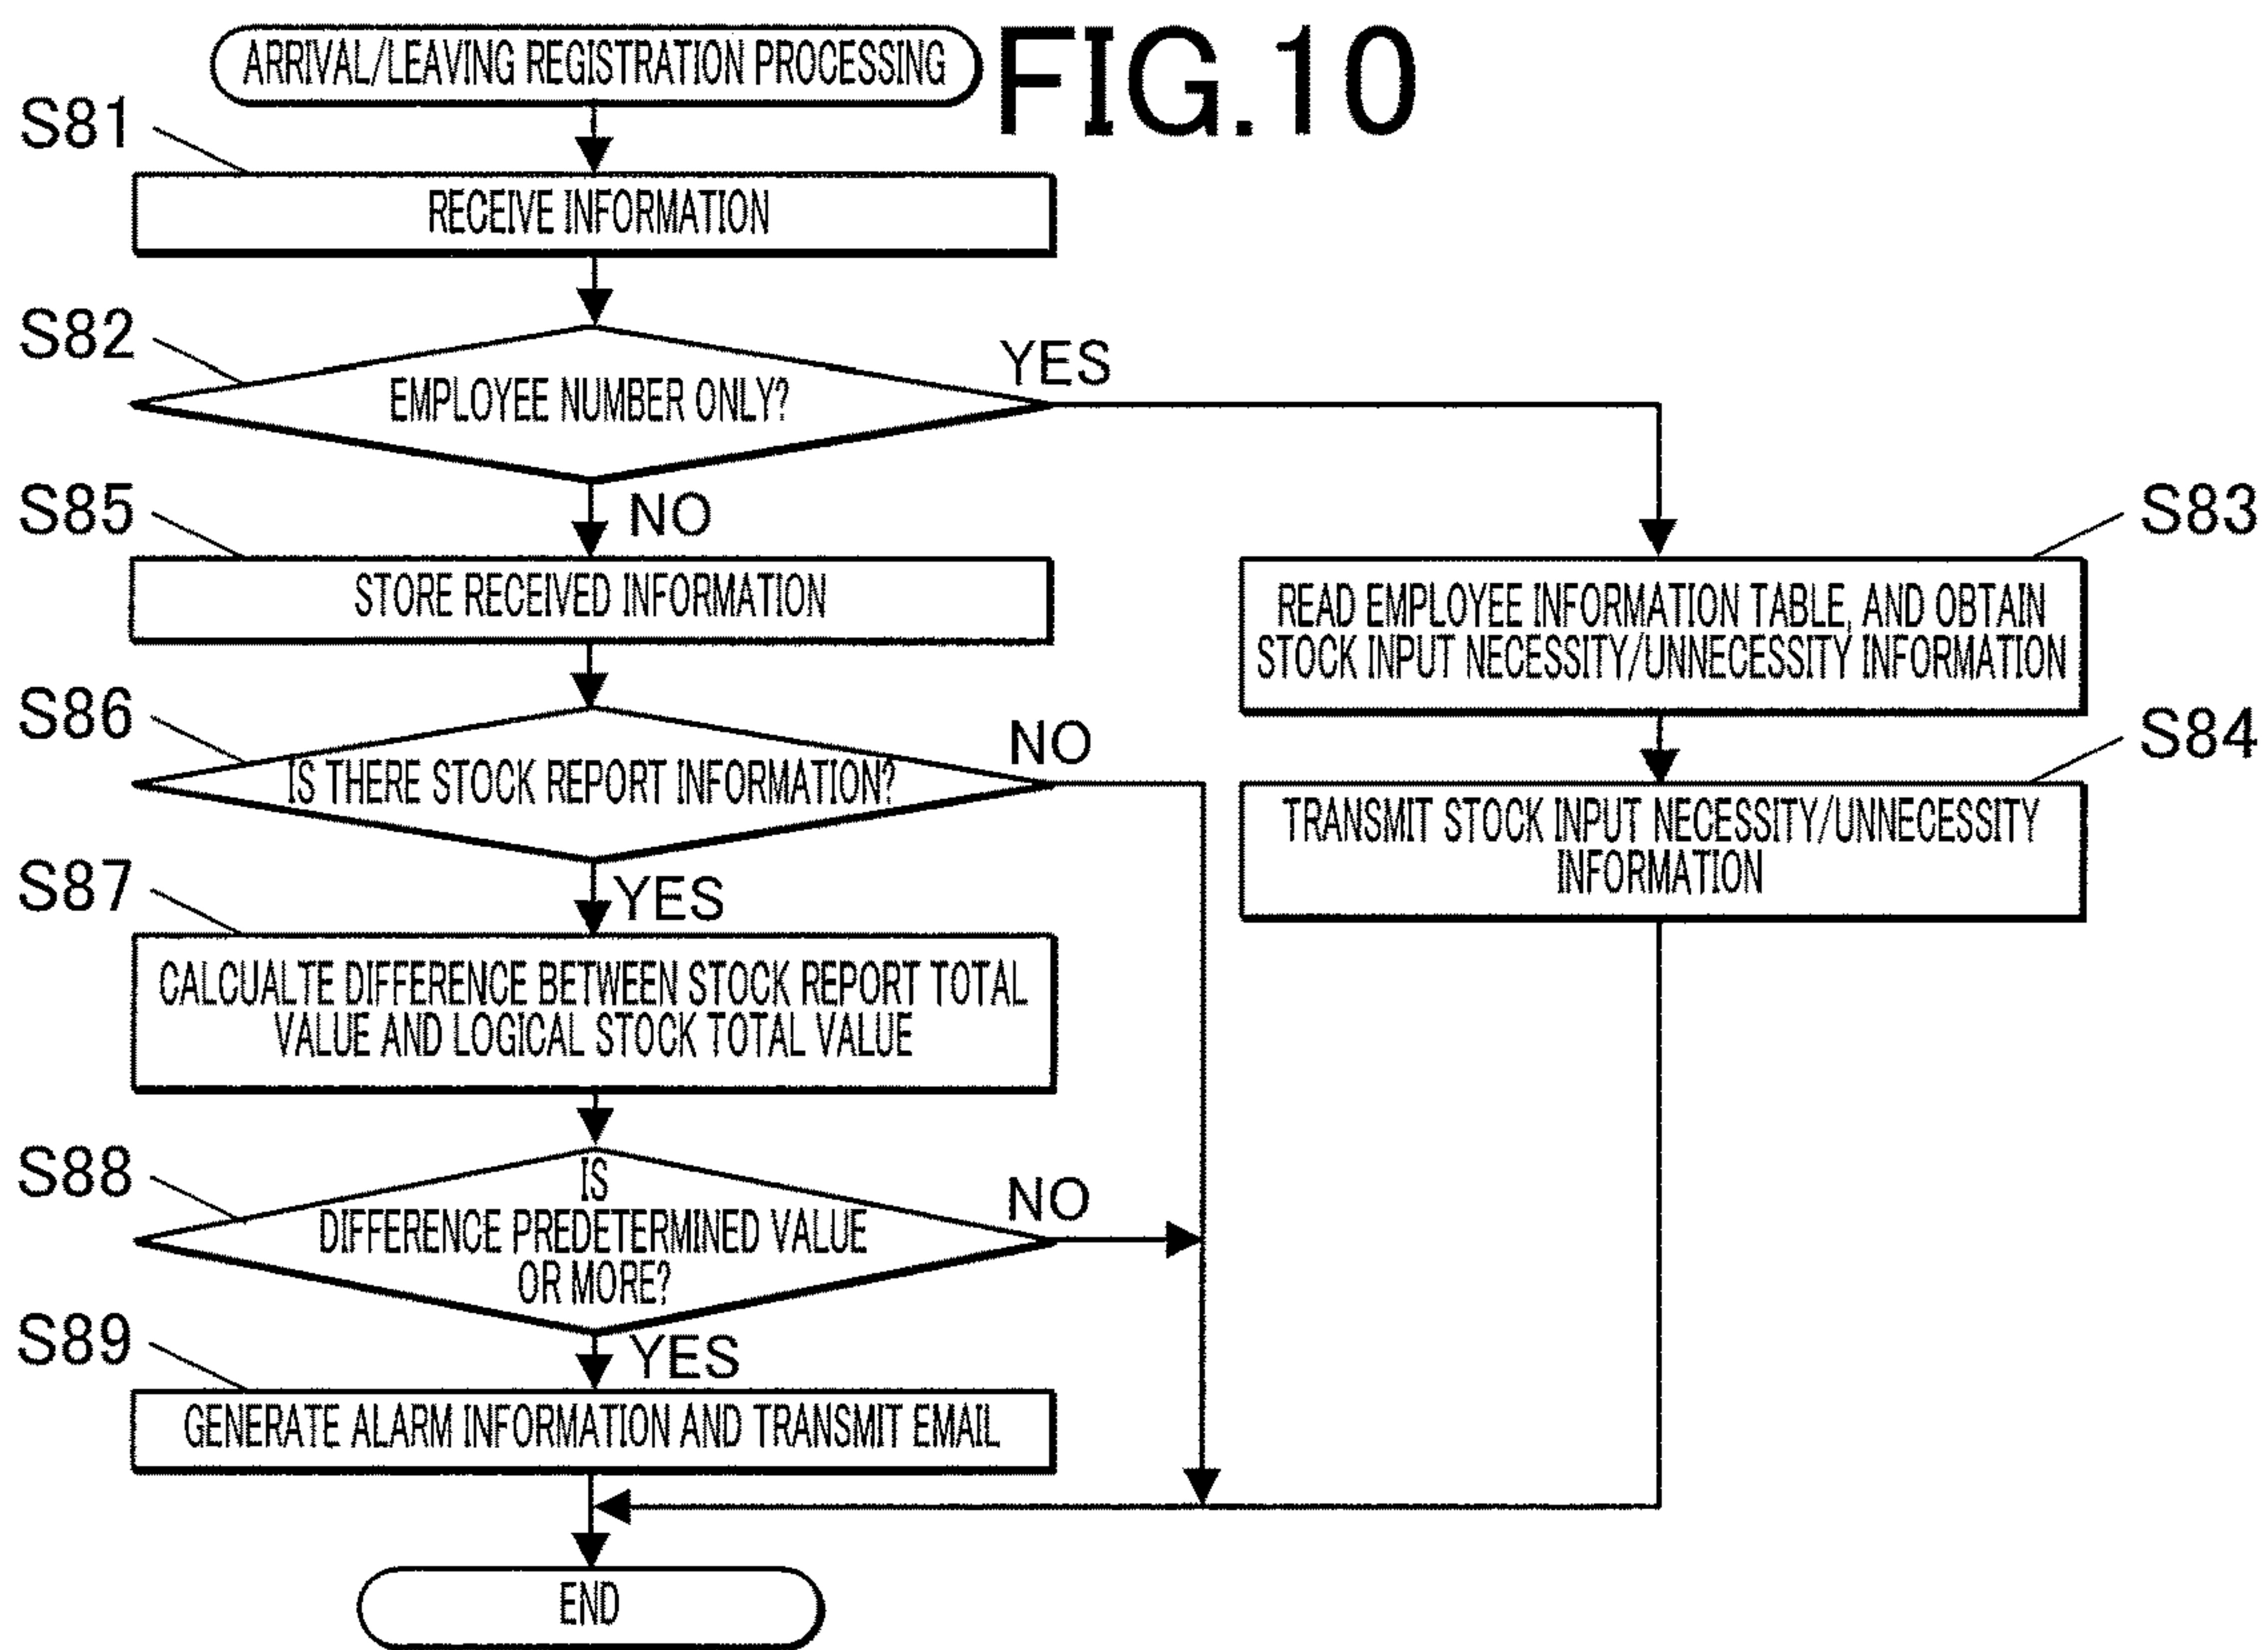 ARRIVAL/LEAVING REGISTRATION PROCESSING
FIG.10
S81
RECEIVE INFORMATION
S82
EMPLOYEE NUMBER ONLY?
YES
NO
S85
STORE RECEIVED INFORMATION
S83
READ EMPLOYEE INFORMATION TABLE, AND OBTAIN
STOCK INPUT NECESSITY/UNNECESSITY INFORMATION
S86
IS THERE STOCK REPORT INFORMATION?
NO
YES
S84
TRANSMIT STOCK INPUT NECESSITY/UNNECESSITY
INFORMATION
S87
CALCUALTE DIFFERENCE BETWEEN STOCK REPORT TOTAL
VALUE AND LOGICAL STOCK TOTAL VALUE
S88
IS
DIFFERENCE PREDETERMINED VALUE
OR MORE?
NO
YES
S89
GENERATE ALARM INFORMATION AND TRANSMIT EMAIL
END